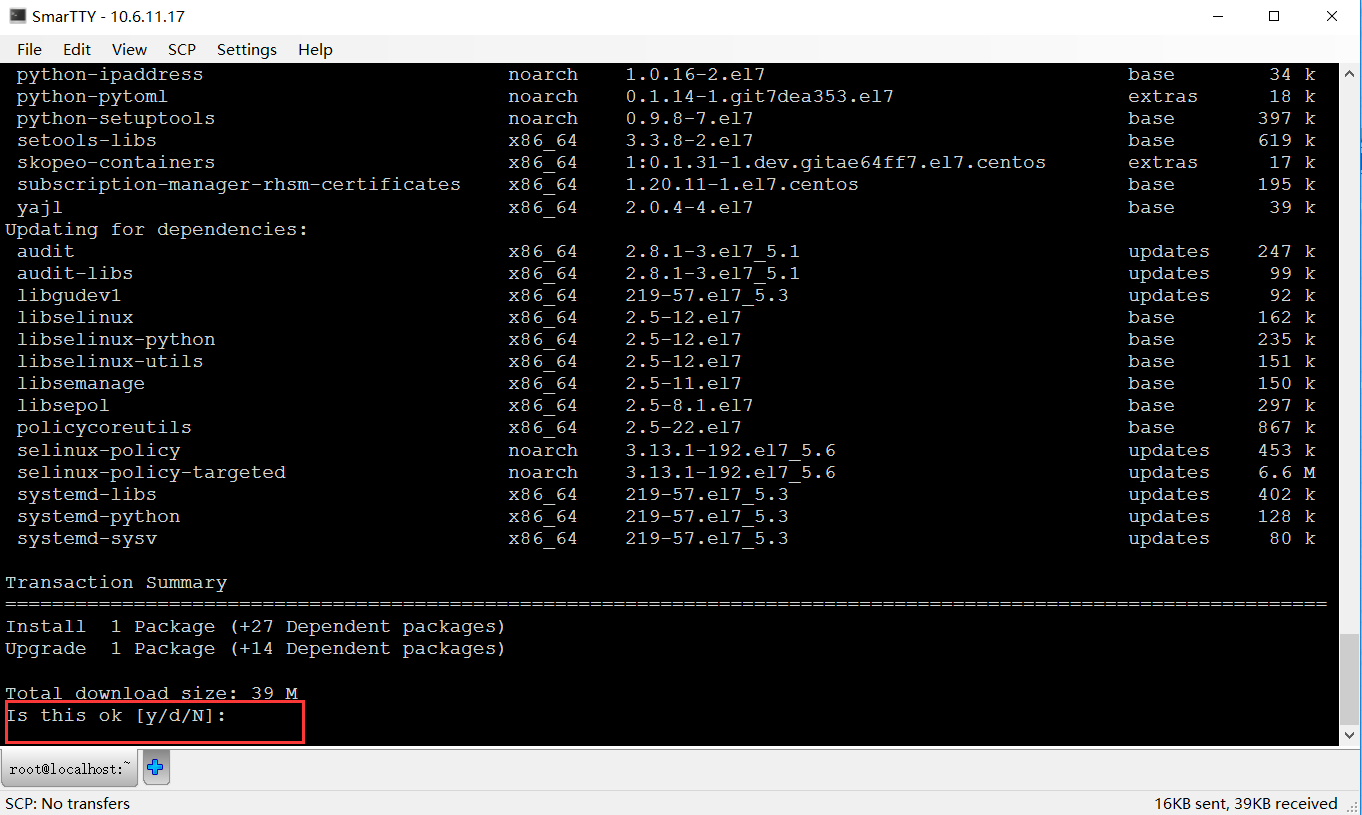 SmarTTY - 10.6.11.17
File Edit View SCP Settings Help
python-ipaddress noarch 1.0.16-2.el7 base 34 k
python-pytoml noarch 0.1.14-1.git7dea353.el7 extras 18 k
python-setuptools noarch 0.9.8-7.el7 base 397 k
setools-libs x86_64 3.3.8-2.el7 base 619 k
skopeo-containers x86_64 1:0.1.31-1.dev.gitae64ff7.el7.centos extras 17 k
subscription-manager-rhsm-certificates x86_64 1.20.11-1.el7.centos base 195 k
yajl x86_64 2.0.4-4.el7 base 39 k
Updating for dependencies:
audit x86_64 2.8.1-3.el7_5.1 updates 247 k
audit-libs x86_64 2.8.1-3.el7_5.1 updates 99 k
libgudev1 x86_64 219-57.el7_5.3 updates 92 k
libselinux x86_64 2.5-12.el7 base 162 k
libselinux-python x86_64 2.5-12.el7 base 235 k
libselinux-utils x86_64 2.5-12.el7 base 151 k
libsemanage x86_64 2.5-11.el7 base 150 k
libsepol x86_64 2.5-8.1.el7 base 297 k
policycoreutils x86_64 2.5-22.el7 base 867 k
selinux-policy noarch 3.13.1-192.el7_5.6 updates 453 k
selinux-policy-targeted noarch 3.13.1-192.el7_5.6 updates 6.6 M
systemd-libs x86_64 219-57.el7_5.3 updates 402 k
systemd-python x86_64 219-57.el7_5.3 updates 128 k
systemd-sysv x86_64 219-57.el7_5.3 updates 80 k
Transaction Summary
================================================================================================================
Install 1 Package (+27 Dependent packages)
Upgrade 1 Package (+14 Dependent packages)
Total download size: 39 M
Is this ok [y/d/N]:
root@localhost:~
SCP: No transfers 16KB sent, 39KB received